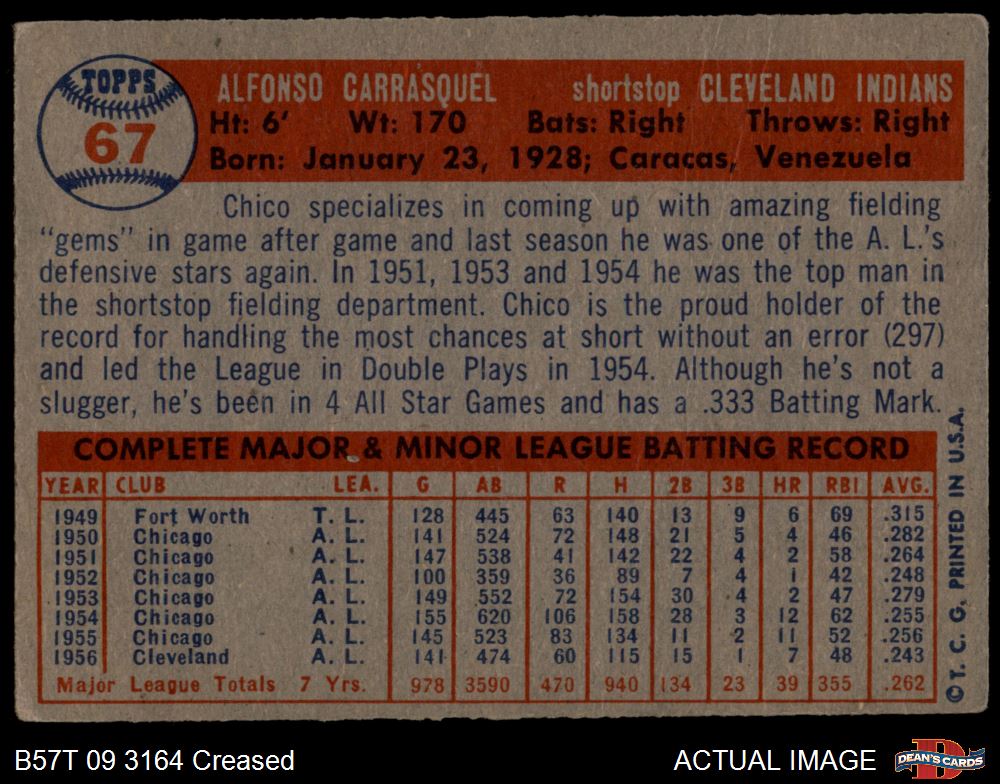 TOPPS
67
ALFONSO CARRASQUEL shortstop CLEVELAND INDIANS
Ht: 6' Wt: 170 Bats: Right Throws: Right
Born: January 23, 1928; Caracas, Venezuela
Chico specializes in coming up with amazing fielding
"gems" in game after game and last season he was one of the A. L.'s
defensive stars again. In 1951, 1953 and 1954 he was the top man in
the shortstop fielding department. Chico is the proud holder of the
record for handling the most chances at short without an error (297)
and led the League in Double Plays in 1954. Although he's not a
slugger, he's been in 4 All Star Games and has a .333 Batting Mark.
COMPLETE MAJOR & MINOR LEAGUE BATTING RECORD
YEAR CLUB LEA. G AB R H 2B 3B HR RBI AVG.
1949 Fort Worth T. L. 128 445 63 140 13 9 6 69 .315
1950 Chicago A. L. 141 524 72 148 21 5 4 46 .282
1951 Chicago A. L. 147 538 41 142 22 4 2 58 .264
1952 Chicago A. L. 100 359 36 89 7 4 1 42 .248
1953 Chicago A. L. 149 552 72 154 30 4 2 47 .279
1954 Chicago A. L. 155 620 106 158 28 3 12 62 .255
1955 Chicago A. L. 145 523 83 134 11 2 11 52 .256
1956 Cleveland A. L. 141 474 60 115 15 1 7 48 .243
Major League Totals 7 Yrs. 978 3590 470 940 134 23 39 355 .262
© T. C. G. PRINTED IN U.S.A.
B57T 09 3164 Creased
ACTUAL IMAGE
DEAN'S CARDS